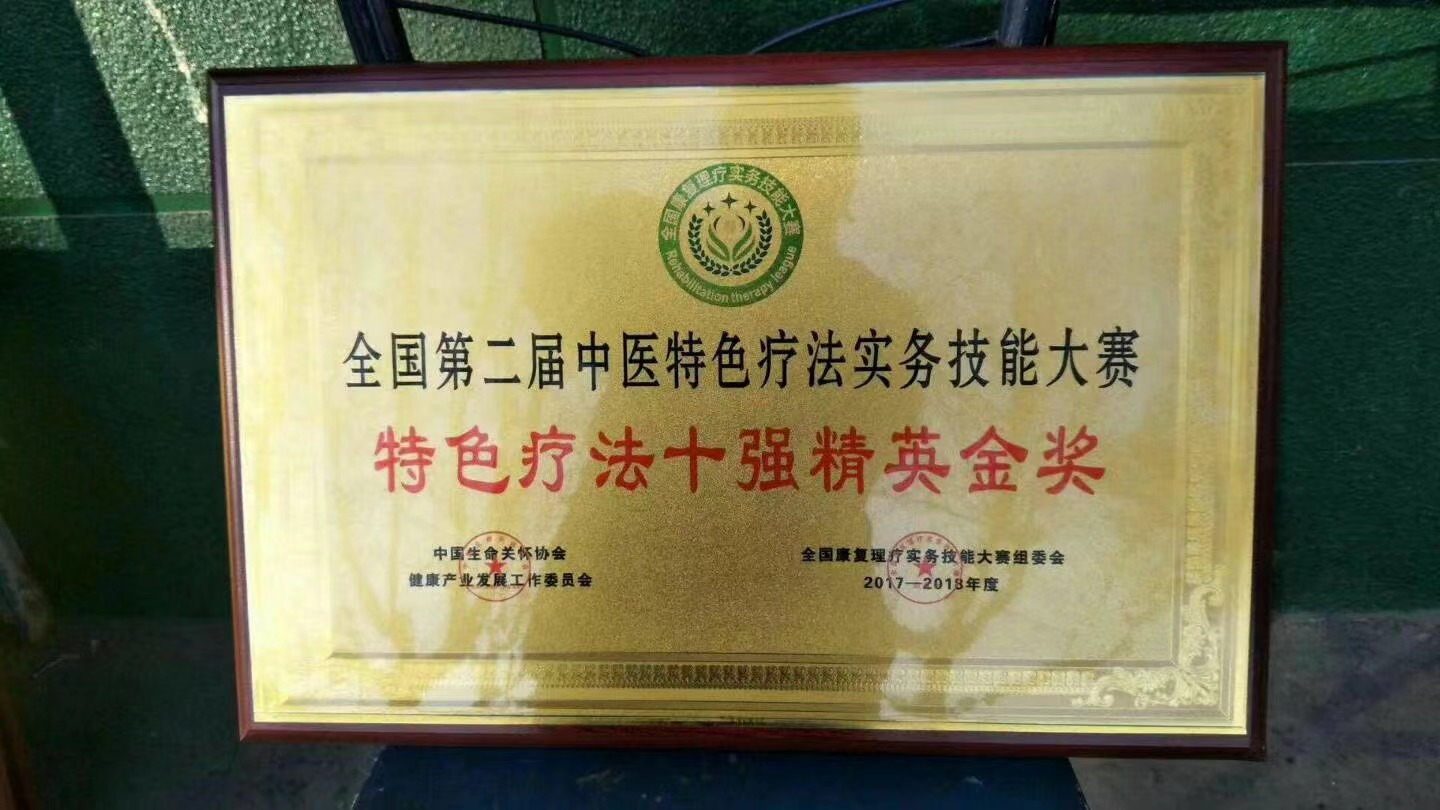 全国康复理疗实务技能大赛
Rehabilitation therapy league
全国第二届中医特色疗法实务技能大赛
特色疗法十强精英金奖
中国生命关怀协会
健康产业发展工作委员会
全国康复理疗实务技能大赛组委会
2017—2018年度